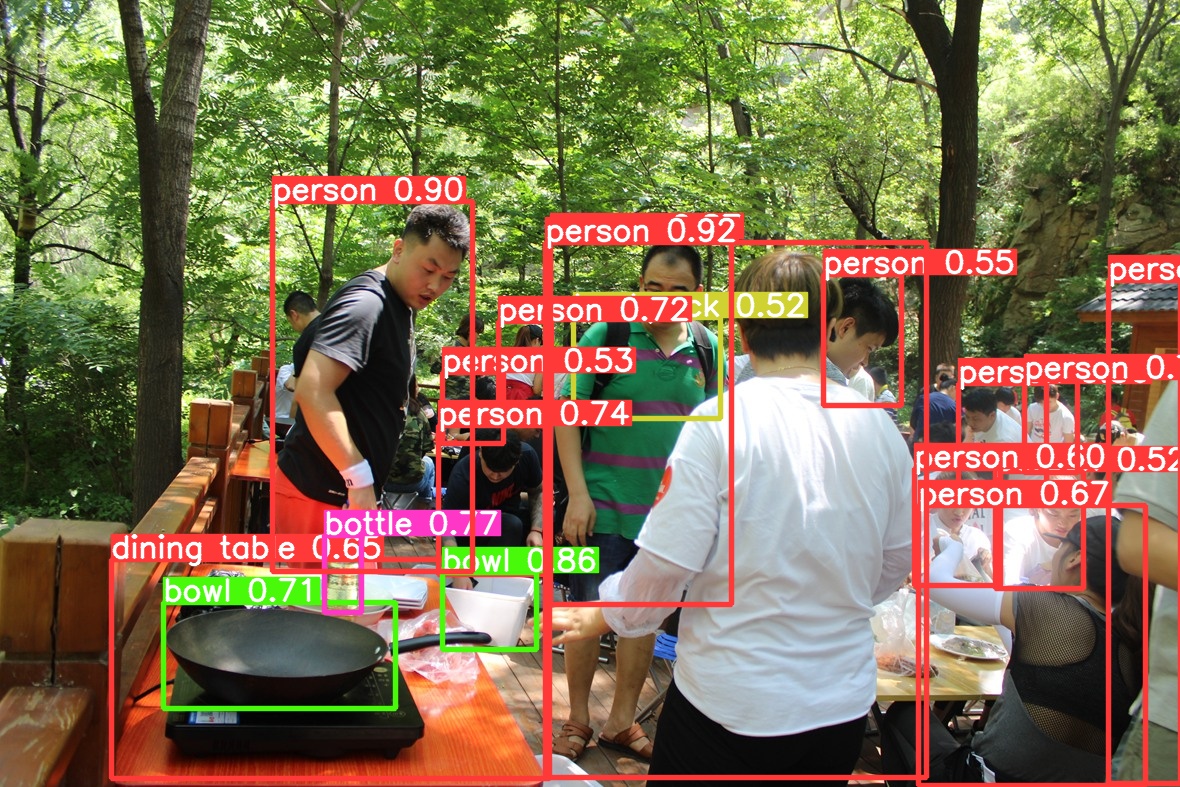 person 0.90
person 0.92
person 0.55
person 0.72
ck 0.52
person 0.53
person 0.74
person 0.60
0.52
person 0.67
bottle 0.77
dining table 0.65
bowl 0.86
bowl 0.71